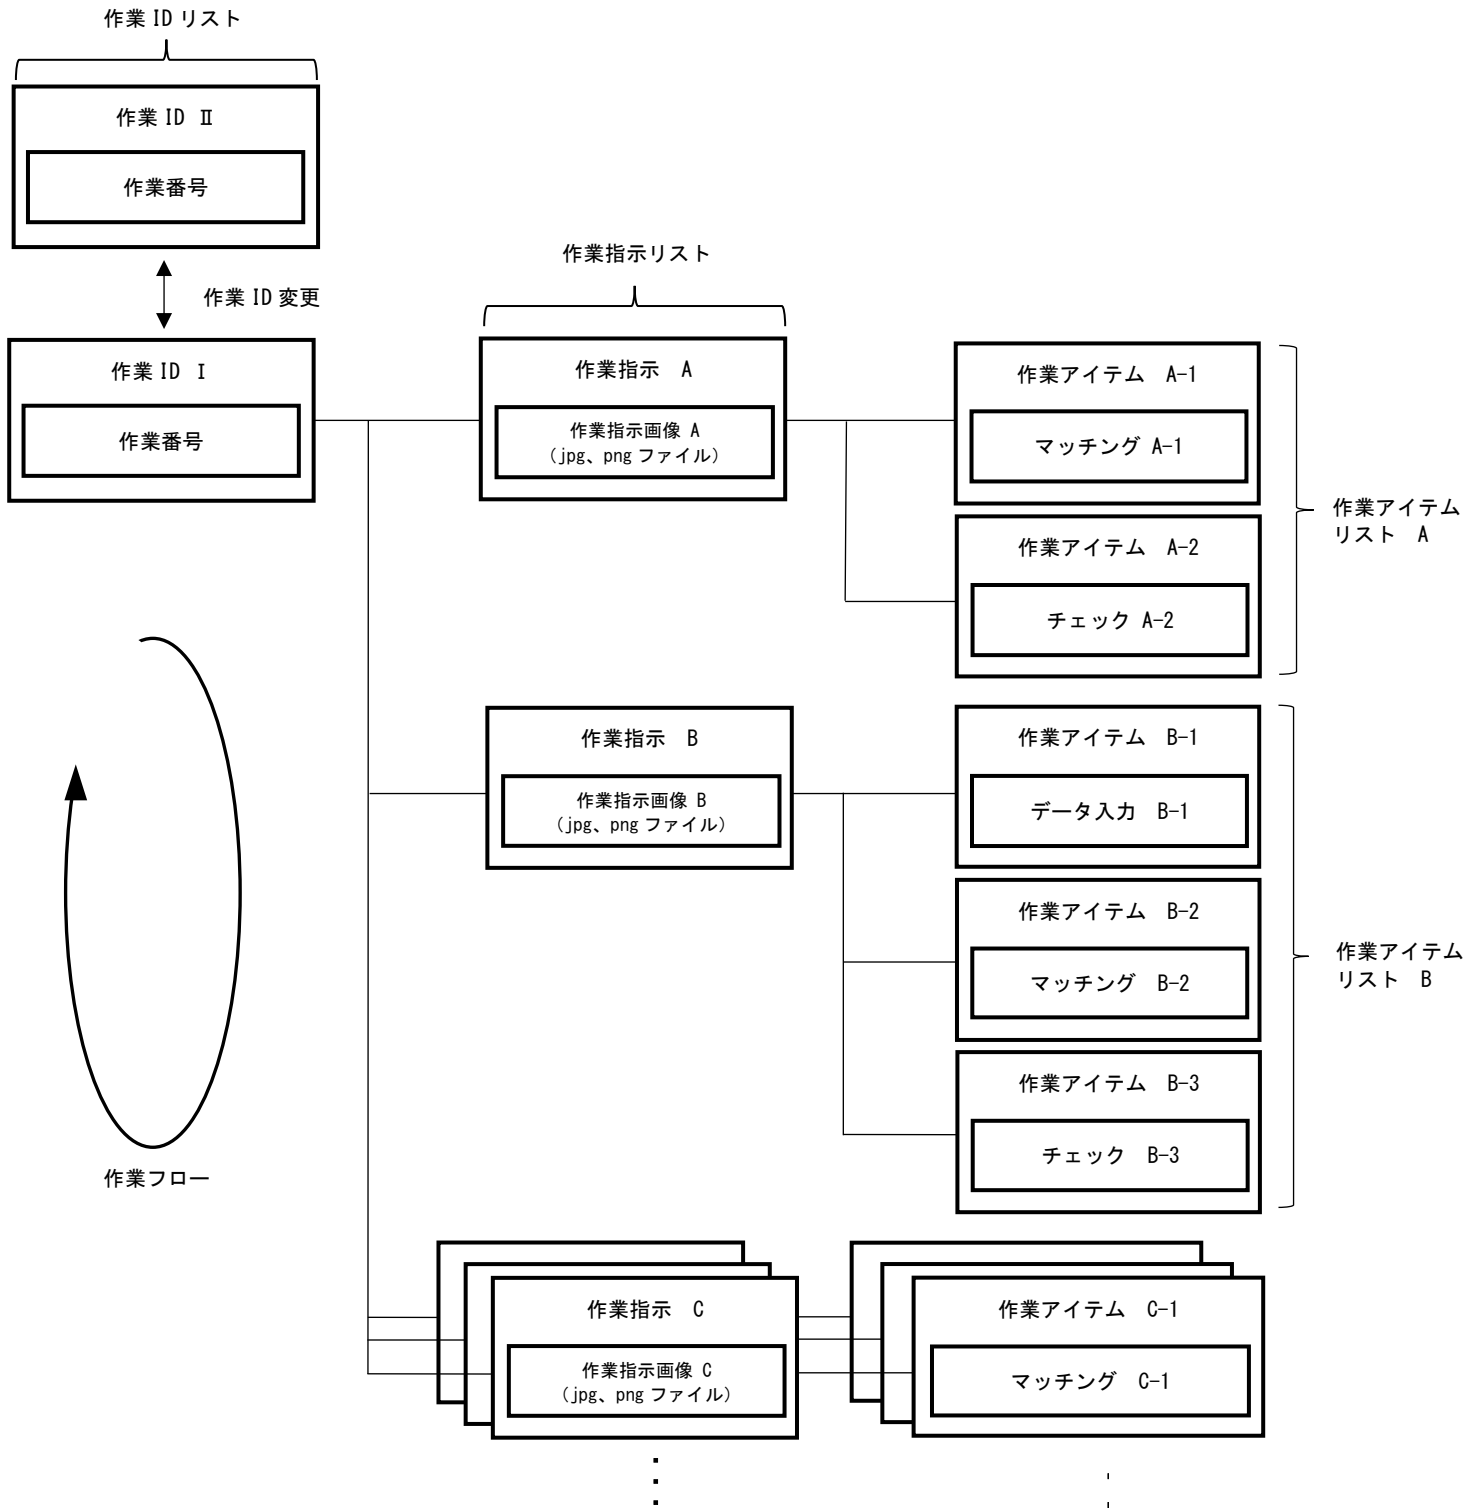 作業 ID リスト
作業 ID Ⅱ
作業番号
作業 ID 変更
作業 ID Ⅰ
作業番号
作業指示リスト
作業指示　A
作業指示画像 A
（jpg、png ファイル）
作業アイテム　A-1
マッチング A-1
作業アイテム　A-2
チェック A-2
作業アイテム
リスト　A
作業指示　B
作業指示画像 B
（jpg、png ファイル）
作業アイテム　B-1
データ入力　B-1
作業アイテム　B-2
マッチング　B-2
作業アイテム　B-3
チェック　B-3
作業アイテム
リスト　B
作業フロー
作業指示　C
作業指示画像 C
（jpg、png ファイル）
作業アイテム　C-1
マッチング　C-1